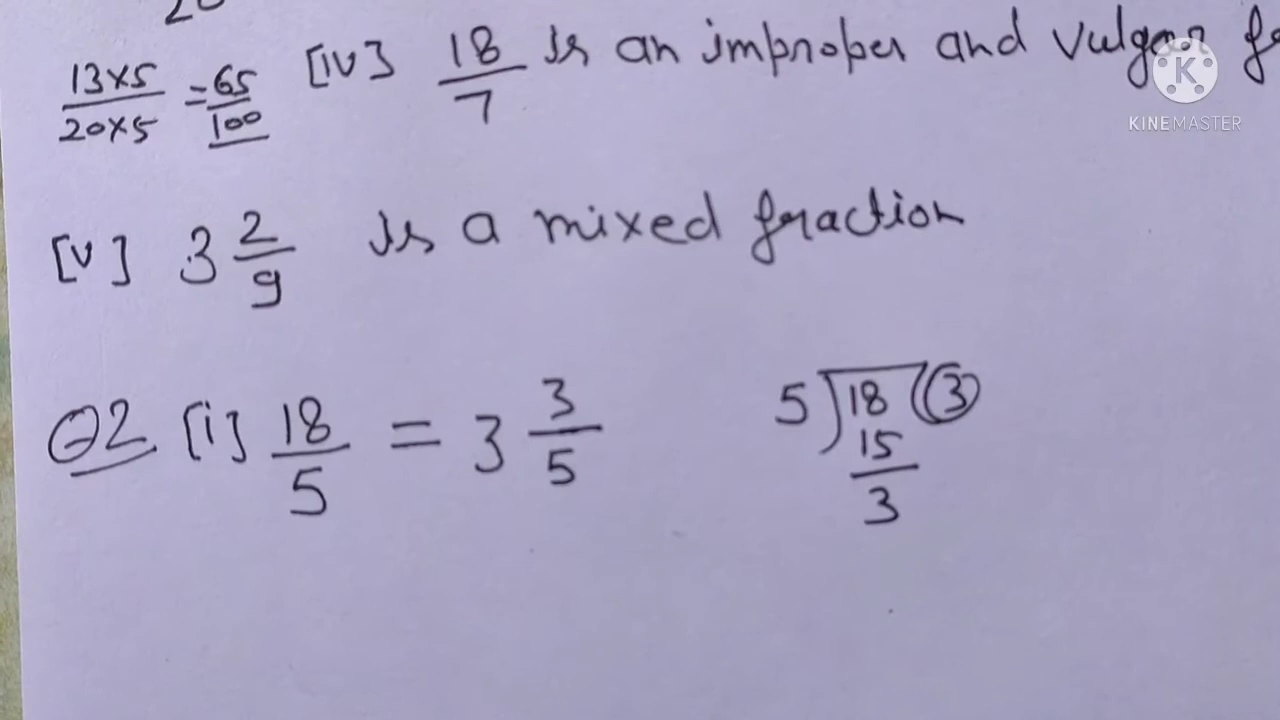 13×5/20×5 = 65/100
[iv] 18/7 is an improper and vulgar
KINEMASTER
[v] 3 2/9 is a mixed fraction
Q2 [i] 18/5 = 3 3/5
5)18(3
15
3